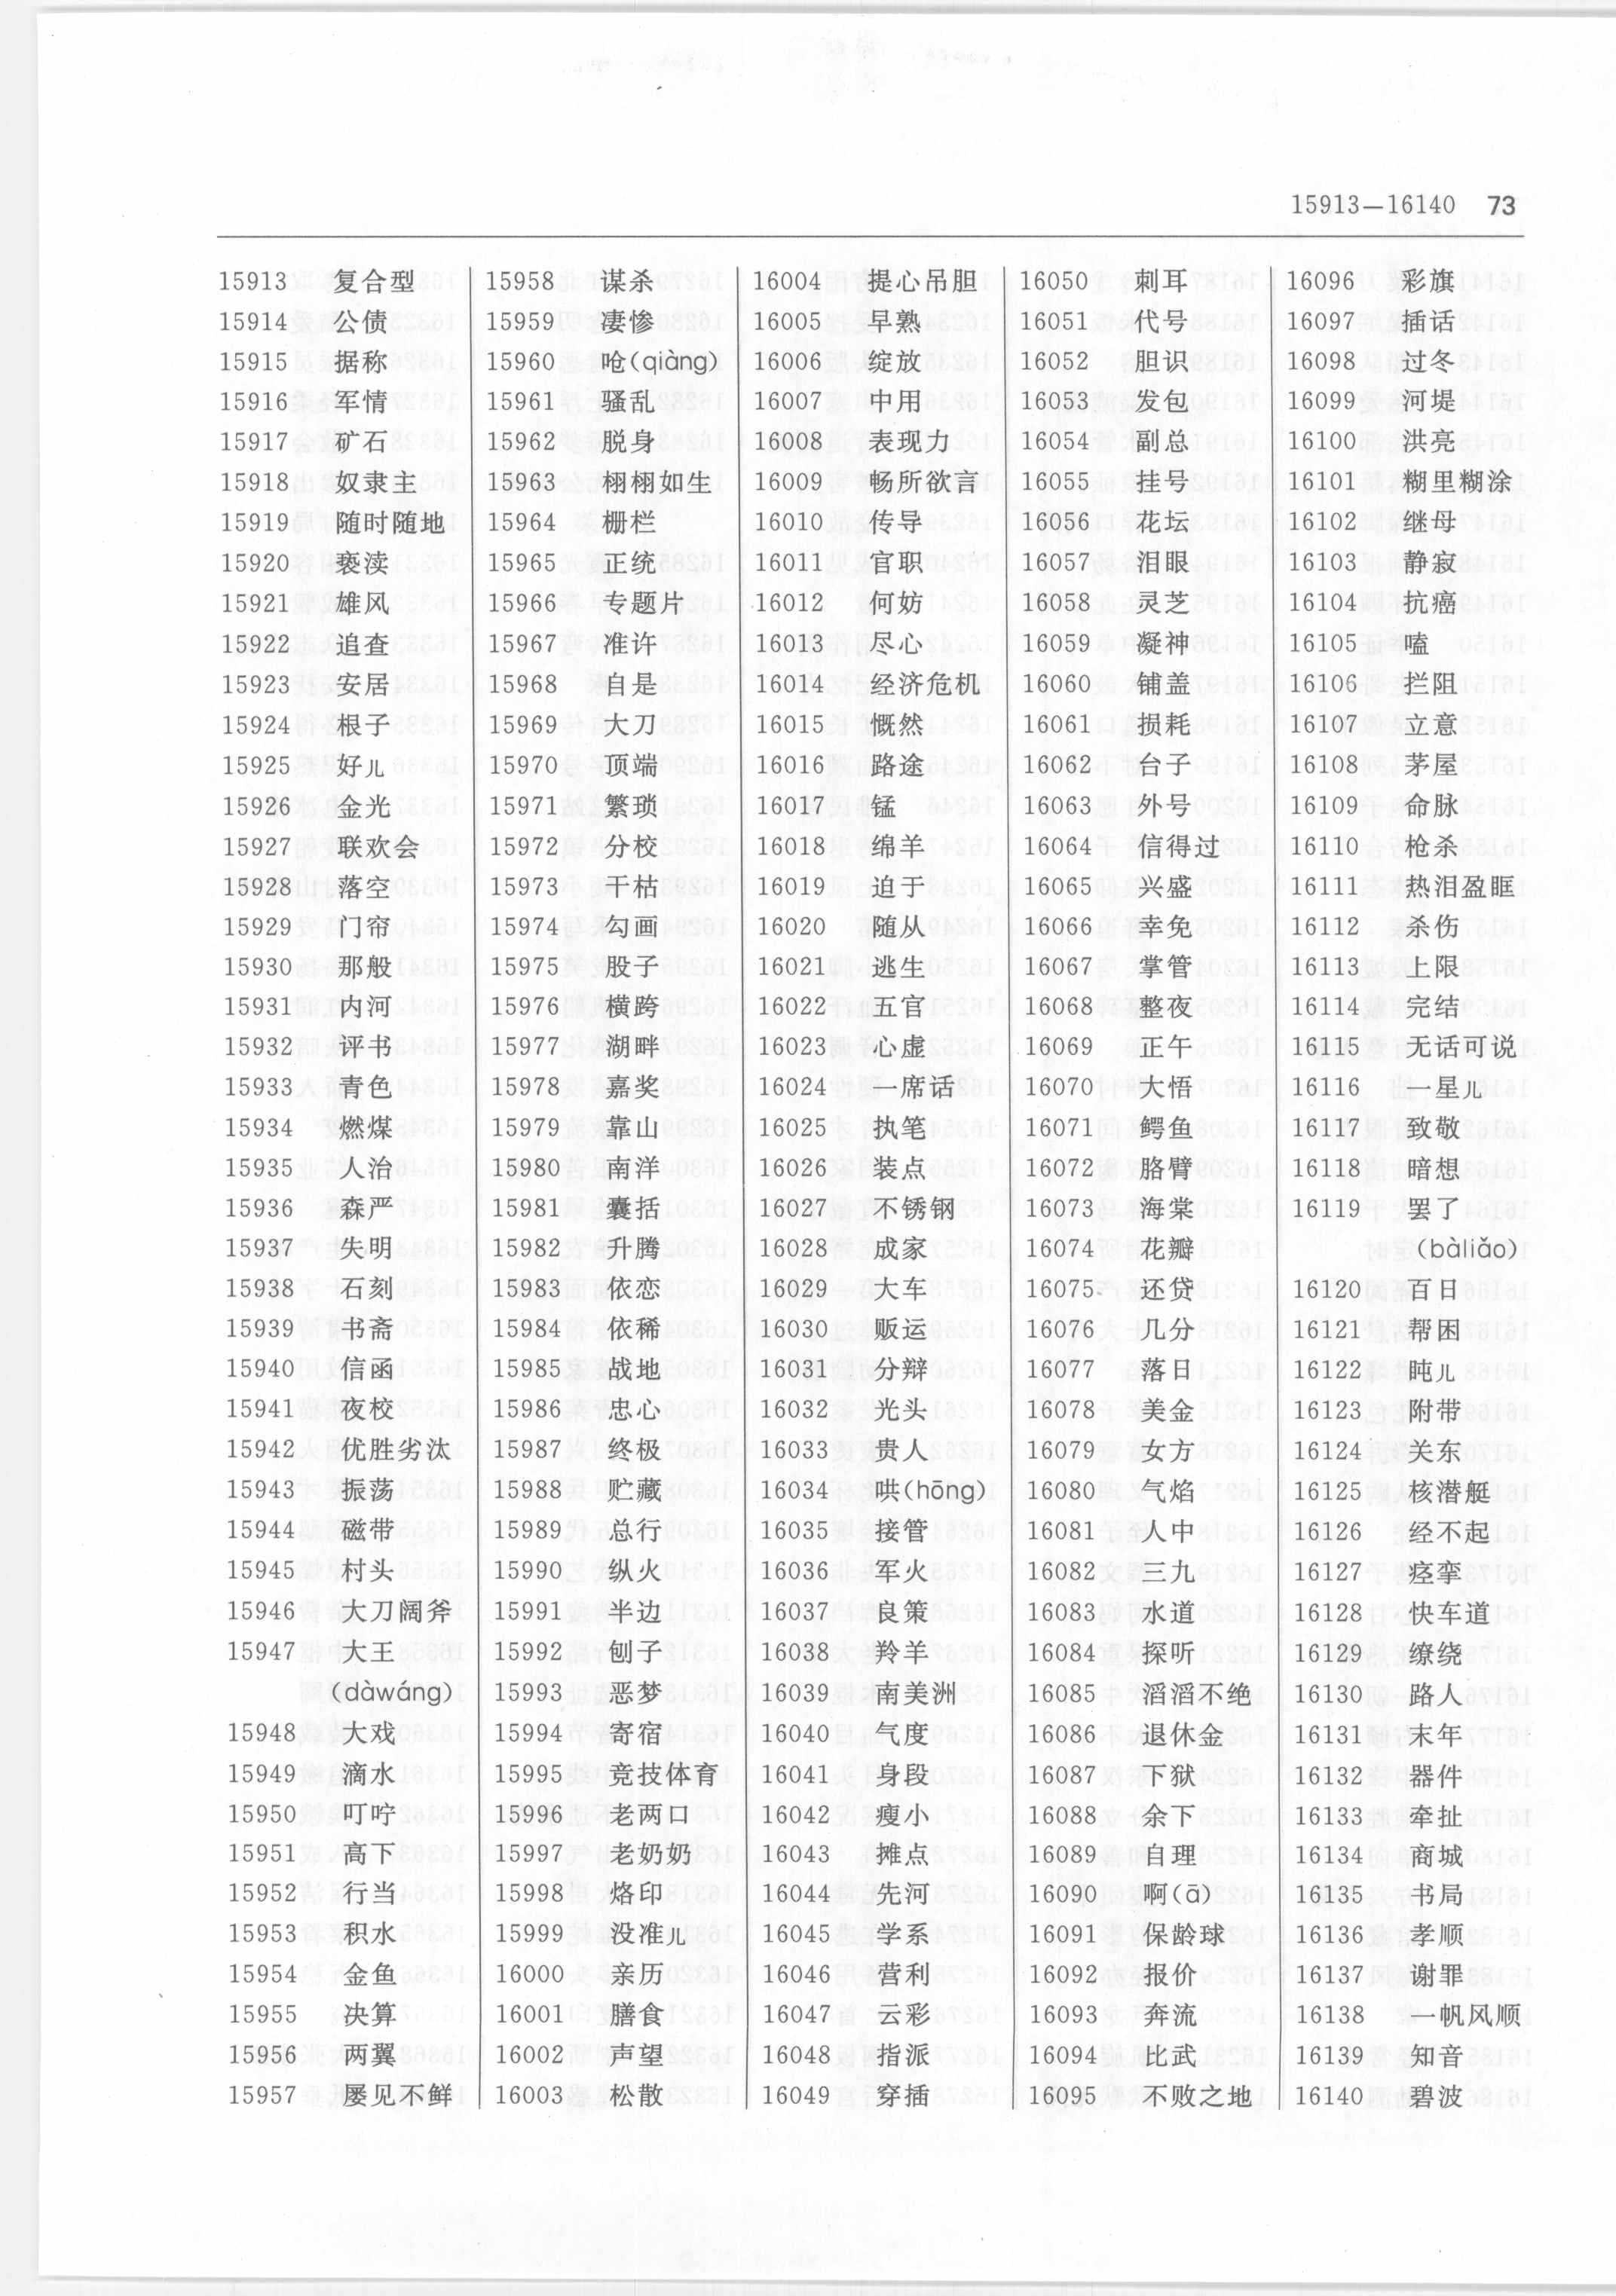 15913—16140 73
15913 复合型
15914 公债
15915 据称
15916 军情
15917 矿石
15918 奴隶主
15919 随时随地
15920 亵渎
15921 雄风
15922 追查
15923 安居
15924 根子
15925 好儿
15926 金光
15927 联欢会
15928 落空
15929 门帘
15930 那般
15931 内河
15932 评书
15933 青色
15934 燃煤
15935 人治
15936 森严
15937 失明
15938 石刻
15939 书斋
15940 信函
15941 夜校
15942 优胜劣汰
15943 振荡
15944 磁带
15945 村头
15946 大刀阔斧
15947 大王
(dàwáng)
15948 大戏
15949 滴水
15950 叮咛
15951 高下
15952 行当
15953 积水
15954 金鱼
15955 决算
15956 两翼
15957 屡见不鲜
15958 谋杀
15959 凄惨
15960 呛(qiàng)
15961 骚乱
15962 脱身
15963 栩栩如生
15964 栅栏
15965 正统
15966 专题片
15967 准许
15968 自是
15969 大刀
15970 顶端
15971 繁琐
15972 分校
15973 干枯
15974 勾画
15975 股子
15976 横跨
15977 湖畔
15978 嘉奖
15979 靠山
15980 南洋
15981 囊括
15982 升腾
15983 依恋
15984 依稀
15985 战地
15986 忠心
15987 终极
15988 贮藏
15989 总行
15990 纵火
15991 半边
15992 刨子
15993 恶梦
15994 寄宿
15995 竞技体育
15996 老两口
15997 老奶奶
15998 烙印
15999 没准儿
16000 亲历
16001 膳食
16002 声望
16003 松散
16004 提心吊胆
16005 早熟
16006 绽放
16007 中用
16008 表现力
16009 畅所欲言
16010 传导
16011 官职
16012 何妨
16013 尽心
16014 经济危机
16015 慨然
16016 路途
16017 锰
16018 绵羊
16019 迫于
16020 随从
16021 逃生
16022 五官
16023 心虚
16024 一席话
16025 执笔
16026 装点
16027 不锈钢
16028 成家
16029 大车
16030 贩运
16031 分辩
16032 光头
16033 贵人
16034 哄(hōng)
16035 接管
16036 军火
16037 良策
16038 羚羊
16039 南美洲
16040 气度
16041 身段
16042 瘦小
16043 摊点
16044 先河
16045 学系
16046 营利
16047 云彩
16048 指派
16049 穿插
16050 刺耳
16051 代号
16052 胆识
16053 发包
16054 副总
16055 挂号
16056 花坛
16057 泪眼
16058 灵芝
16059 凝神
16060 铺盖
16061 损耗
16062 台子
16063 外号
16064 信得过
16065 兴盛
16066 幸免
16067 掌管
16068 整夜
16069 正午
16070 大悟
16071 鳄鱼
16072 胳臂
16073 海棠
16074 花瓣
16075 还贷
16076 几分
16077 落日
16078 美金
16079 女方
16080 气焰
16081 人中
16082 三九
16083 水道
16084 探听
16085 滔滔不绝
16086 退休金
16087 下狱
16088 余下
16089 自理
16090 啊(ā)
16091 保龄球
16092 报价
16093 奔流
16094 比武
16095 不败之地
16096 彩旗
16097 插话
16098 过冬
16099 河堤
16100 洪亮
16101 糊里糊涂
16102 继母
16103 静寂
16104 抗癌
16105 嗑
16106 拦阻
16107 立意
16108 茅屋
16109 命脉
16110 枪杀
16111 热泪盈眶
16112 杀伤
16113 上限
16114 完结
16115 无话可说
16116 一星儿
16117 致敬
16118 暗想
16119 罢了
(bàliǎo)
16120 百日
16121 帮困
16122 盹儿
16123 附带
16124 关东
16125 核潜艇
16126 经不起
16127 痉挛
16128 快车道
16129 缭绕
16130 路人
16131 末年
16132 器件
16133 牵扯
16134 商城
16135 书局
16136 孝顺
16137 谢罪
16138 一帆风顺
16139 知音
16140 碧波